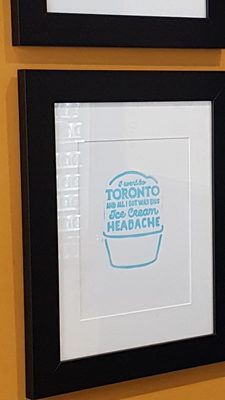 I went to
TORONTO
AND ALL I GOT WAS THIS
Ice Cream
HEADACHE